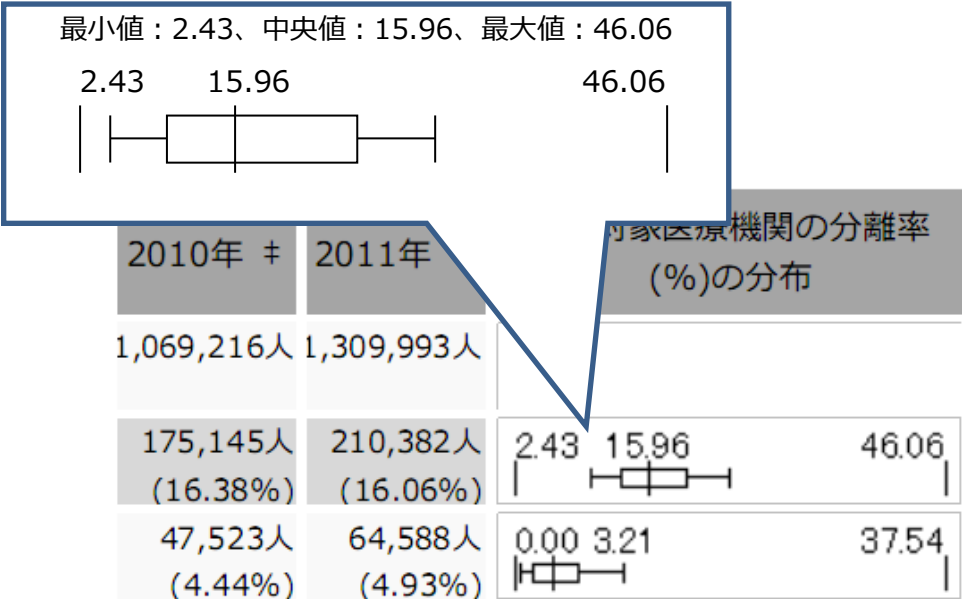 最小値：2.43、中央値：15.96、最大値：46.06
2.43 15.96 46.06
2010年 ‡ 2011年 対象医療機関の分離率
(%)の分布
1,069,216人 1,309,993人
175,145人 210,382人 2.43 15.96 46.06
(16.38%) (16.06%)
47,523人 64,588人 0.00 3.21 37.54
(4.44%) (4.93%)